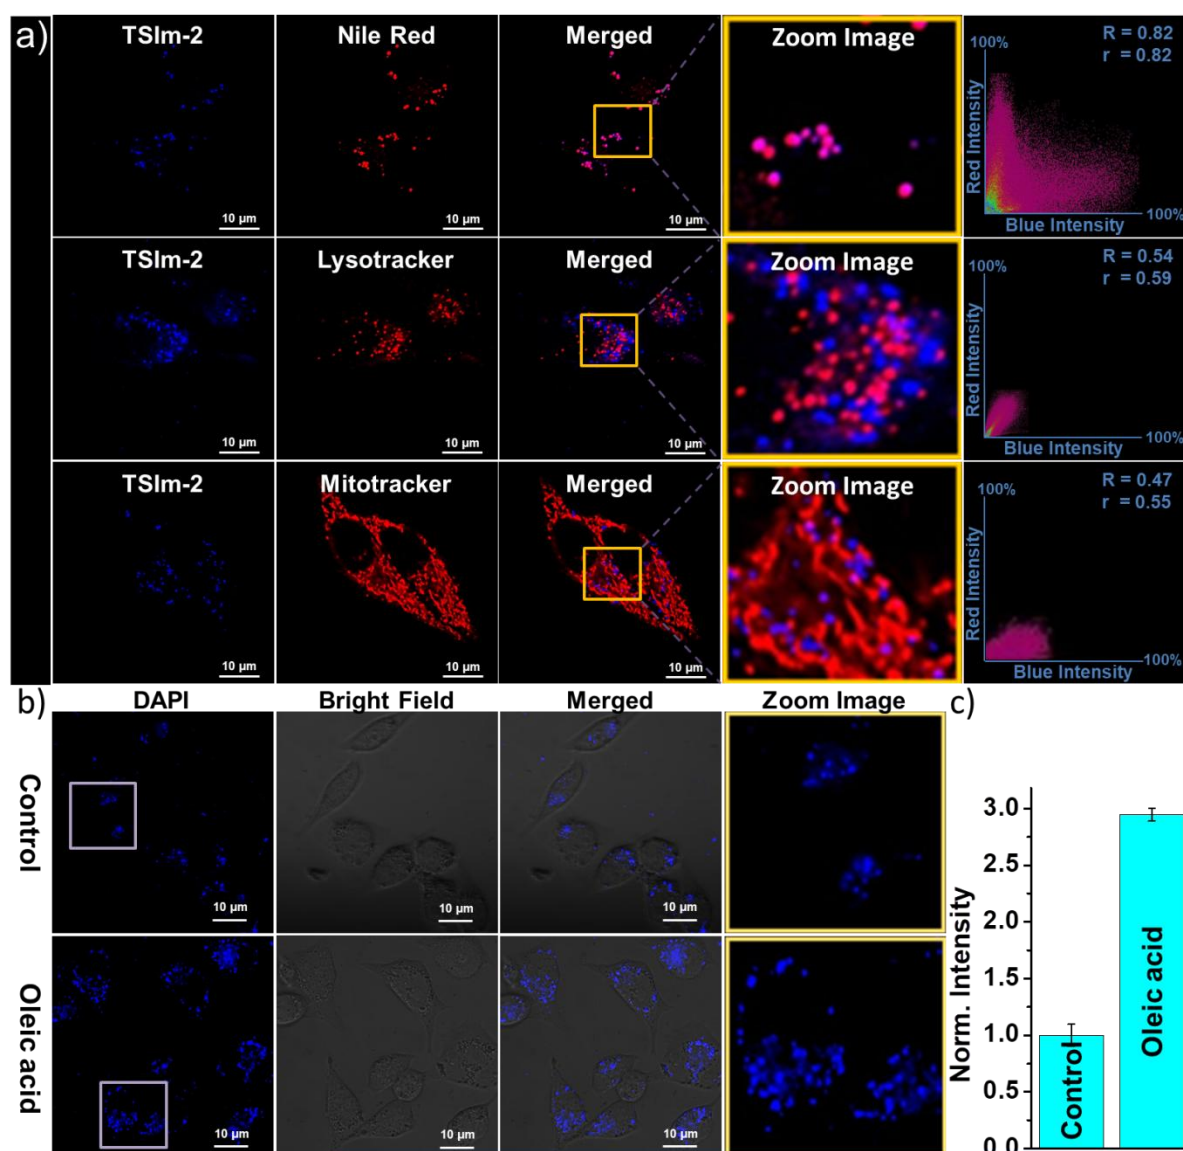 a)
TSIm-2
Nile Red
Merged
Zoom Image
R = 0.82
r = 0.82
100%
Red Intensity
Blue Intensity
100%
10 μm
10 μm
10 μm
TSIm-2
Lysotracker
Merged
Zoom Image
R = 0.54
r = 0.59
100%
Red Intensity
Blue Intensity
100%
10 μm
10 μm
10 μm
TSIm-2
Mitotracker
Merged
Zoom Image
R = 0.47
r = 0.55
100%
Red Intensity
Blue Intensity
100%
10 μm
10 μm
10 μm
b)
DAPI
Bright Field
Merged
Zoom Image
Control
10 μm
10 μm
10 μm
Oleic acid
10 μm
10 μm
10 μm
c)
Norm. Intensity
3.0
2.5
2.0
1.5
1.0
0.5
0.0
Control
Oleic acid